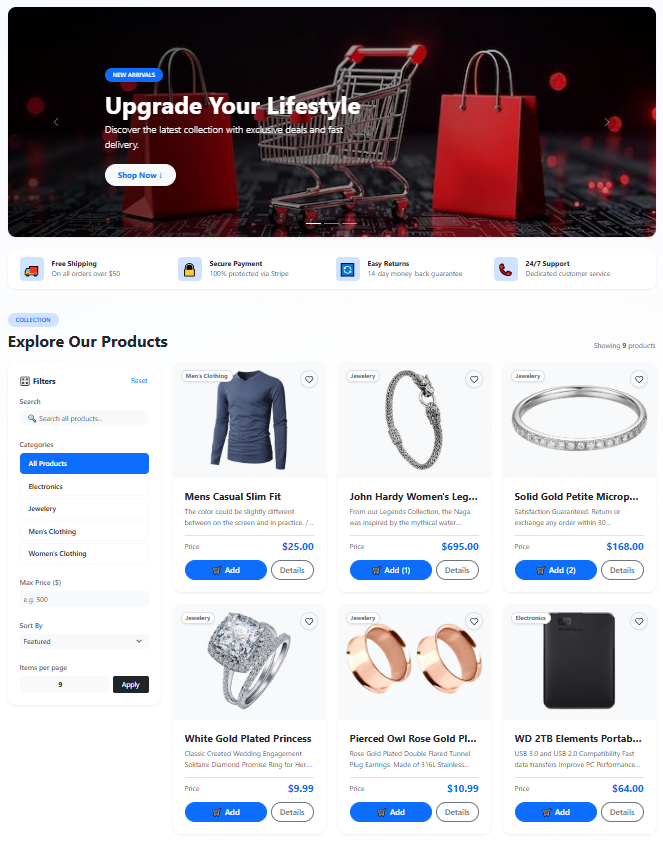 NEW ARRIVALS
Upgrade Your Lifestyle
Discover the latest collection with exclusive deals and fast
delivery.
Shop Now ↓
Free Shipping
On all orders over $50
Secure Payment
100% protected via Stripe
Easy Returns
14-day money back guarantee
24/7 Support
Dedicated customer service
COLLECTION
Explore Our Products
Showing 9 products
Filters
Reset
Search
Search all products...
Categories
All Products
Electronics
Jewelery
Men's Clothing
Women's Clothing
Max Price ($)
e.g. 500
Sort By
Featured
Items per page
9
Apply
Men's Clothing
Mens Casual Slim Fit
The color could be slightly different
between on the screen and in practice. /...
Price
$25.00
Add
Details
Jewelery
John Hardy Women's Leg...
From our Legends Collection, the Naga
was inspired by the mythical water...
Price
$695.00
Add (1)
Details
Jewelery
Solid Gold Petite Microp...
Satisfaction Guaranteed. Return or
exchange any order within 30...
Price
$168.00
Add (2)
Details
Jewelery
White Gold Plated Princess
Classic Created Wedding Engagement
Solitaire Diamond Promise Ring for Her...
Price
$9.99
Add
Details
Jewelery
Pierced Owl Rose Gold Pl...
Rose Gold Plated Double Flared Tunnel
Plug Earrings. Made of 316L Stainless...
Price
$10.99
Add
Details
Electronics
WD 2TB Elements Portab...
USB 3.0 and USB 2.0 Compatibility Fast
data transfers Improve PC Performance...
Price
$64.00
Add
Details